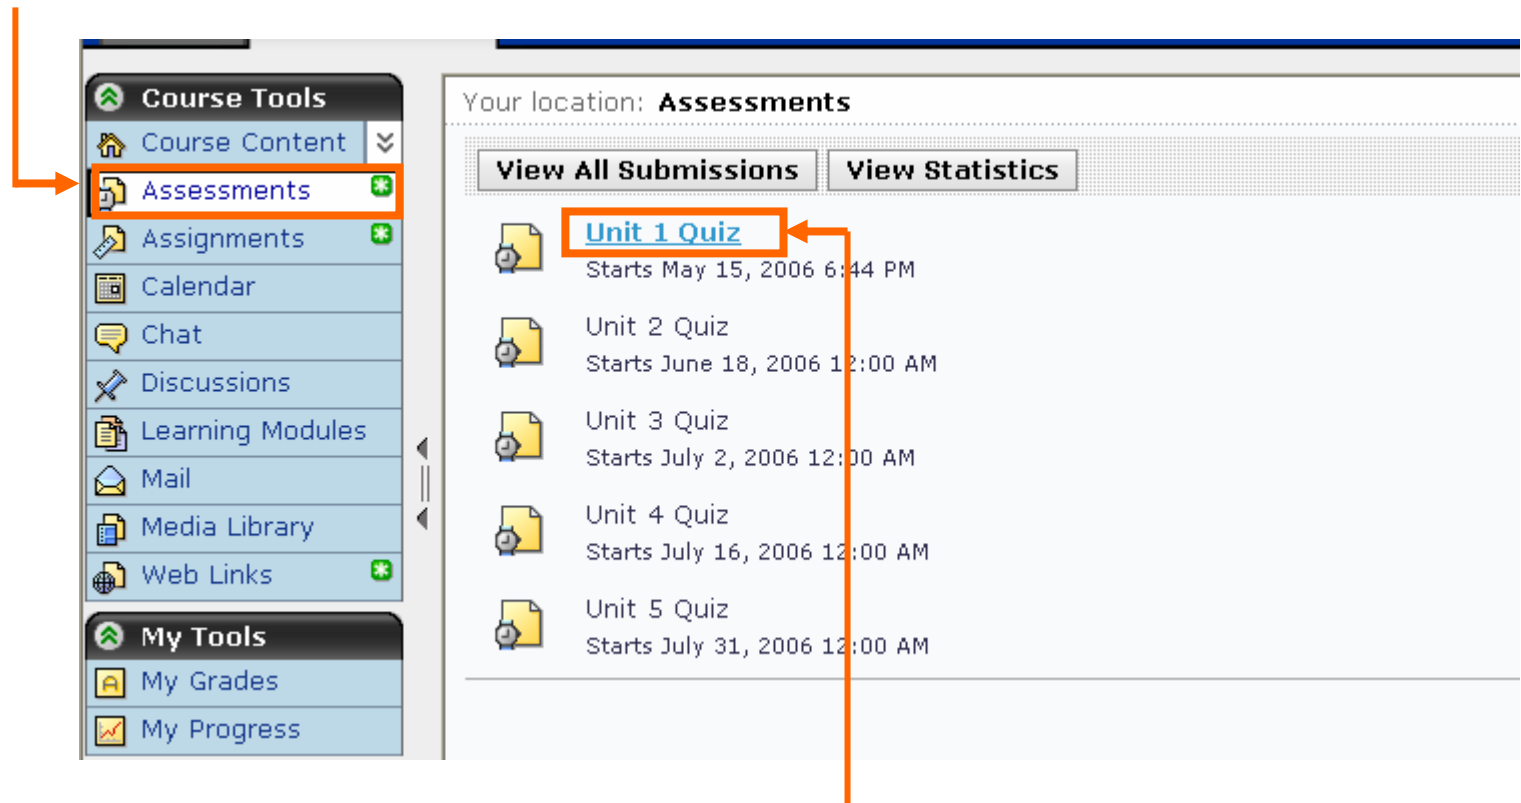 Course Tools
Course Content
Assessments
Assignments
Calendar
Chat
Discussions
Learning Modules
Mail
Media Library
Web Links
My Tools
My Grades
My Progress
Your location: Assessments
View All Submissions View Statistics
Unit 1 Quiz
Starts May 15, 2006 6:44 PM
Unit 2 Quiz
Starts June 18, 2006 12:00 AM
Unit 3 Quiz
Starts July 2, 2006 12:00 AM
Unit 4 Quiz
Starts July 16, 2006 12:00 AM
Unit 5 Quiz
Starts July 31, 2006 12:00 AM